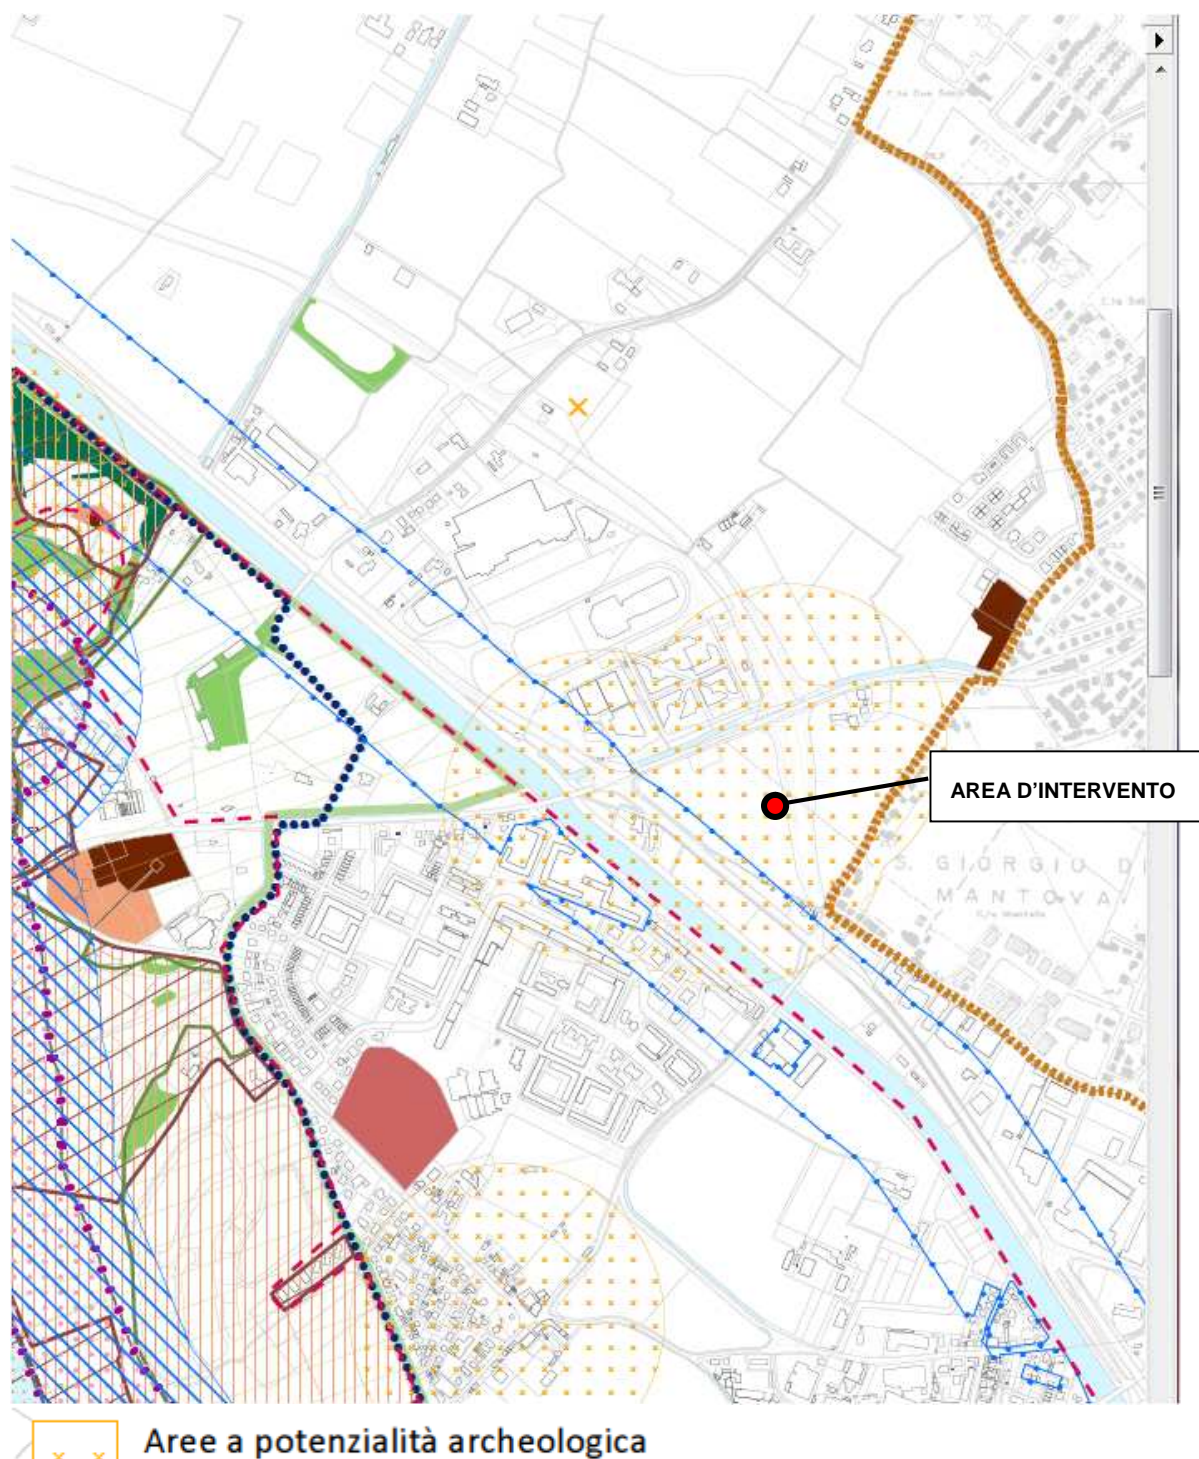 AREA D'INTERVENTO
S. GIORGIO DI
MANTOVA
Aree a potenzialità archeologica